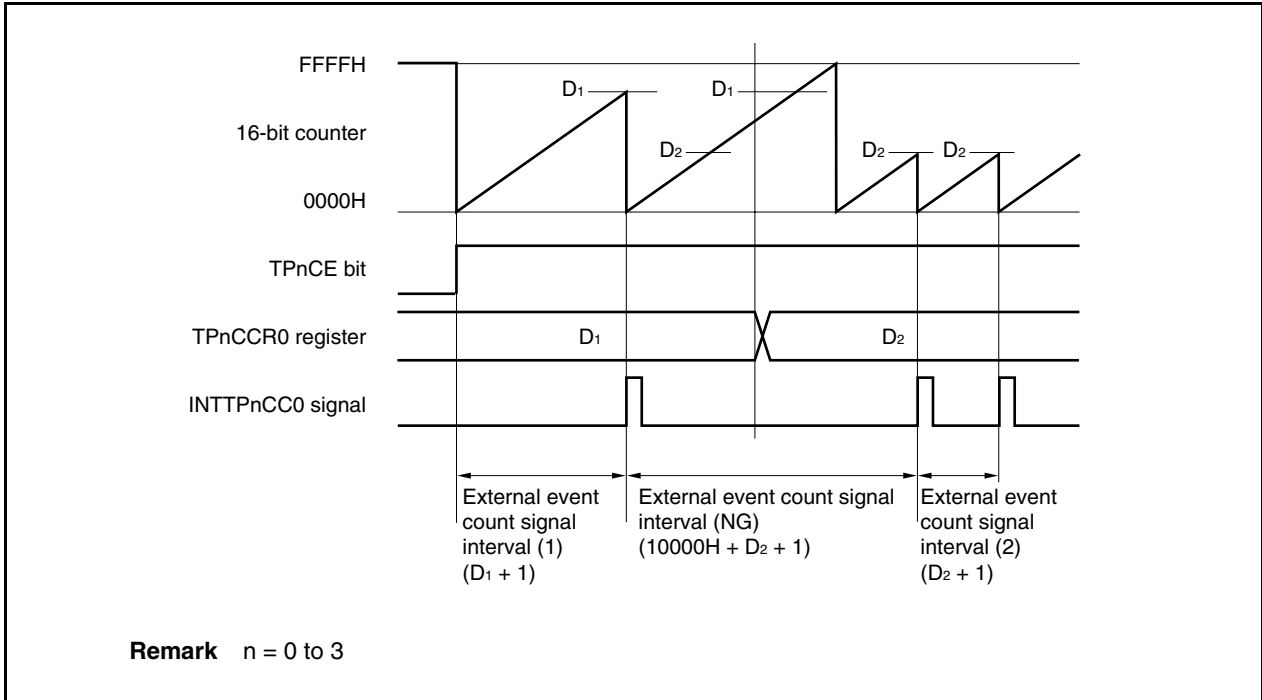 FFFFH
D1
D1
16-bit counter
D2
D2
D2
0000H
TPnCE bit
TPnCCR0 register
D1
D2
INTTPnCC0 signal
External event
count signal
interval (1)
(D1 + 1)
External event count signal
interval (NG)
(10000H + D2 + 1)
External event
count signal
interval (2)
(D2 + 1)
Remark n = 0 to 3